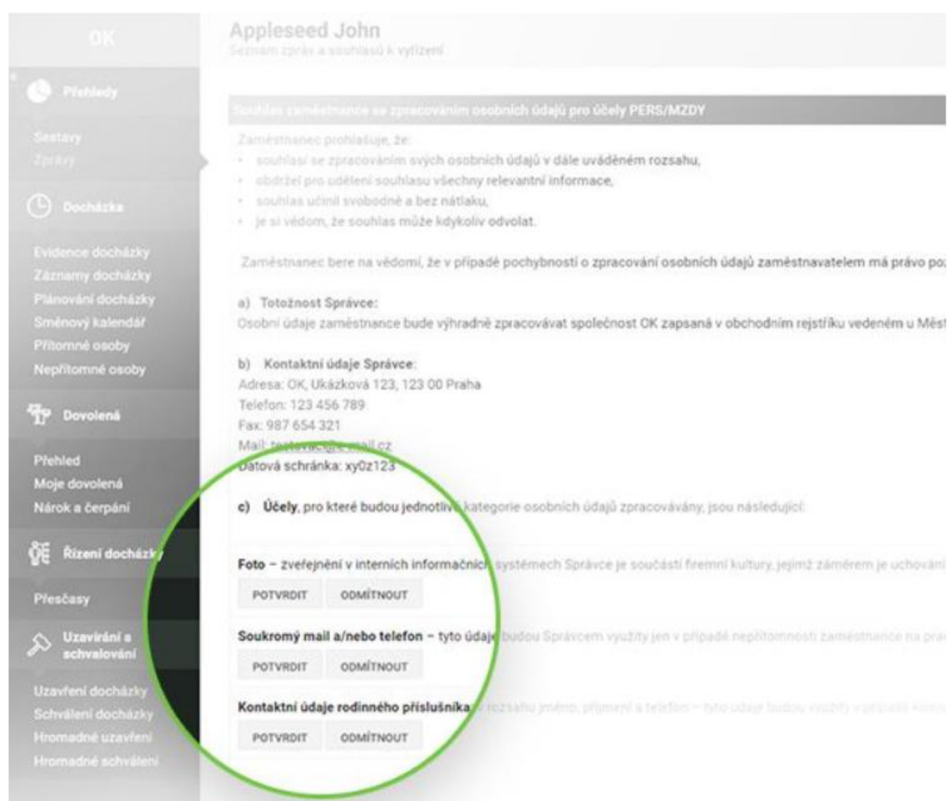 OK
Přehledy
Sestavy
Zprávy
Docházka
Evidence docházky
Záznamy docházky
Plánování docházky
Směnový kalendář
Přítomné osoby
Nepřítomné osoby
Dovolená
Přehled
Moje dovolená
Nárok a čerpání
Řízení docházky
Přesčasy
Uzavírání a
schvalování
Uzavření docházky
Schválení docházky
Hromadné uzavření
Hromadné schválení
Appleseed John
Seznam zpráv a souhlasů k vyřízení
Souhlas zaměstnance se zpracováním osobních údajů pro účely PERS/MZDY
Zaměstnanec prohlašuje, že:
• souhlasí se zpracováním svých osobních údajů v dále uváděném rozsahu,
• obdržel pro udělení souhlasu všechny relevantní informace,
• souhlas učinil svobodně a bez nátlaku,
• je si vědom, že souhlas může kdykoliv odvolat.
Zaměstnanec bere na vědomí, že v případě pochybností o zpracování osobních údajů zaměstnavatelem má právo po
a) Totožnost Správce:
Osobní údaje zaměstnance bude výhradně zpracovávat společnost OK zapsaná v obchodním rejstříku vedeném u Měst
b) Kontaktní údaje Správce:
Adresa: OK, Ukázková 123, 123 00 Praha
Telefon: 123 456 789
Fax: 987 654 321
Mail: testovaci@e-mail.cz
Datová schránka: xy0z123
c) Účely, pro které budou jednotlivé kategorie osobních údajů zpracovávány, jsou následující:
Foto – zveřejnění v interních informačních systémech Správce je součástí firemní kultury, jejímž záměrem je uchování
POTVRDIT ODMÍTNOUT
Soukromý mail a/nebo telefon – tyto údaje budou Správcem využity jen v případě nepřítomnosti zaměstnance na pra
POTVRDIT ODMÍTNOUT
Kontaktní údaje rodinného příslušníka, v rozsahu jméno, příjmení a telefon – tyto údaje budou využity v případě
POTVRDIT ODMÍTNOUT